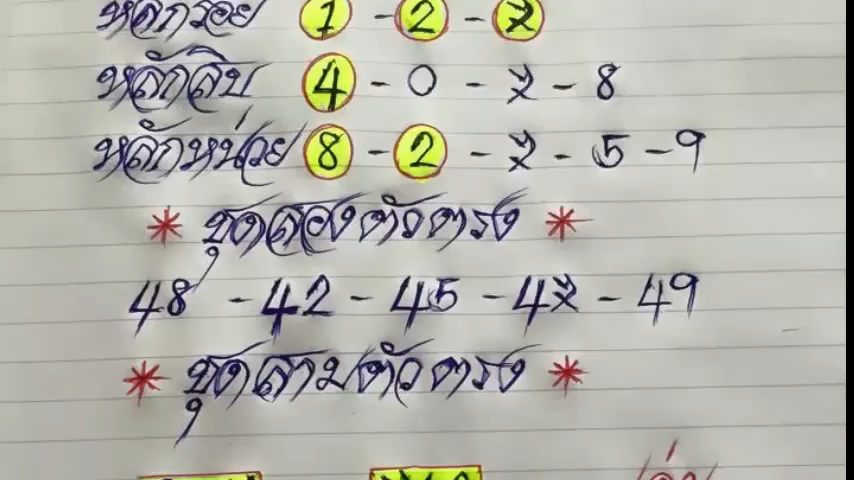 หลักร้อย 1 - 2 - 7
หลักสิบ 4 - 0 - 7 - 8
หลักหน่วย 8 - 2 - 7 - 5 - 9
* ชุดสองตัวตรง *
48 - 42 - 45 - 47 - 49
* ชุดสามตัวตรง *